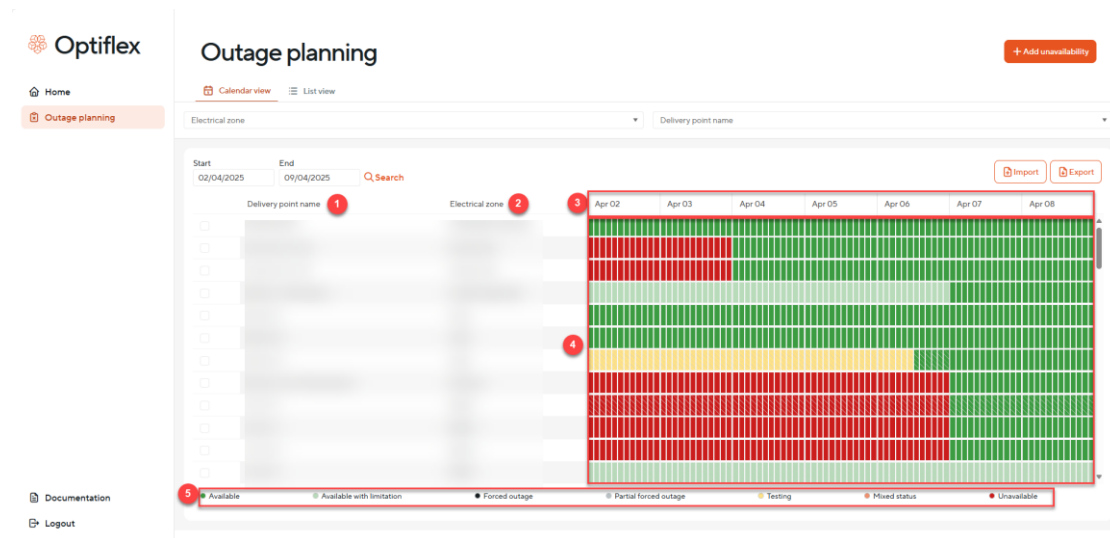 Optiflex
Home
Outage planning
Documentation
Logout
Outage planning
+ Add unavailability
Calendar view List view
Electrical zone Delivery point name
Start End
02/04/2025 09/04/2025 Search
Import Export
Delivery point name 1 Electrical zone 2 3 Apr 02 Apr 03 Apr 04 Apr 05 Apr 06 Apr 07 Apr 08
4
5 Available Available with limitation Forced outage Partial forced outage Testing Mixed status Unavailable